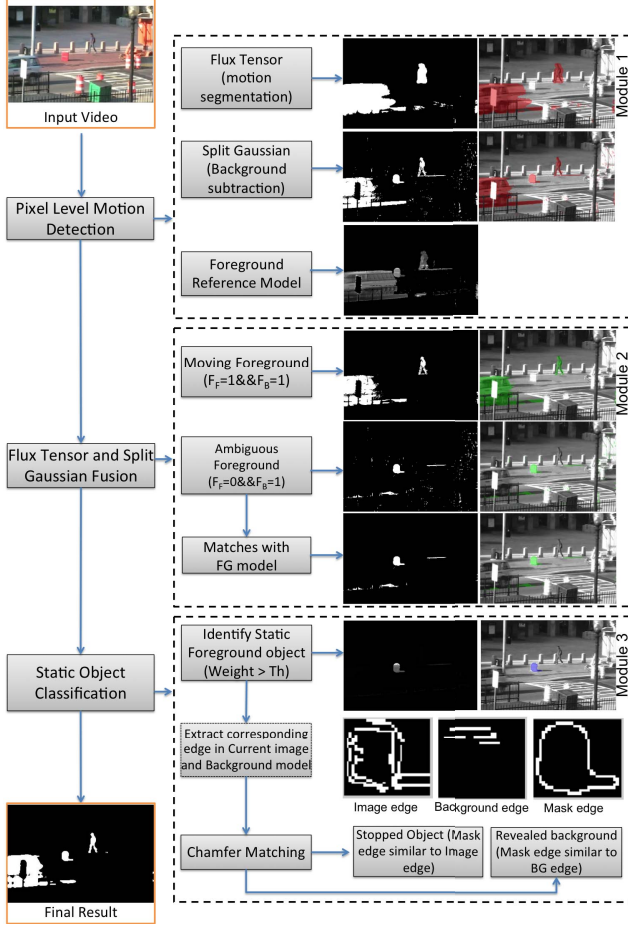 Input Video
Pixel Level Motion
Detection
Flux Tensor and Split
Gaussian Fusion
Static Object
Classification
Final Result
Module 1
Flux Tensor
(motion
segmentation)
Split Gaussian
(Background
subtraction)
Foreground
Reference Model
Module 2
Moving Foreground
(FF=1&&FB=1)
Ambiguous
Foreground
(FF=0&&FB=1)
Matches with
FG model
Module 3
Identify Static
Foreground object
(Weight > Th)
Extract corresponding
edge in Current image
and Background model
Image edge
Background edge
Mask edge
Chamfer Matching
Stopped Object (Mask
edge similar to Image
edge)
Revealed background
(Mask edge similar to
BG edge)